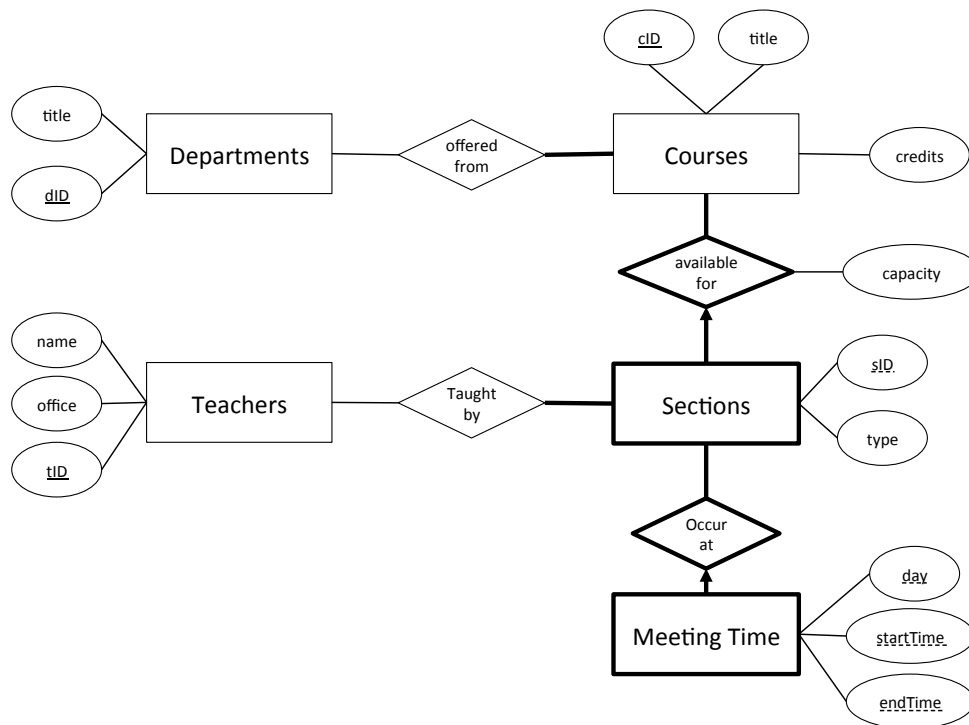 cID
title
title
Departments
offered
from
Courses
credits
dID
available
for
capacity
name
sID
office
Teachers
Taught
by
Sections
type
tID
Occur
at
day
Meeting Time
startTime
endTime